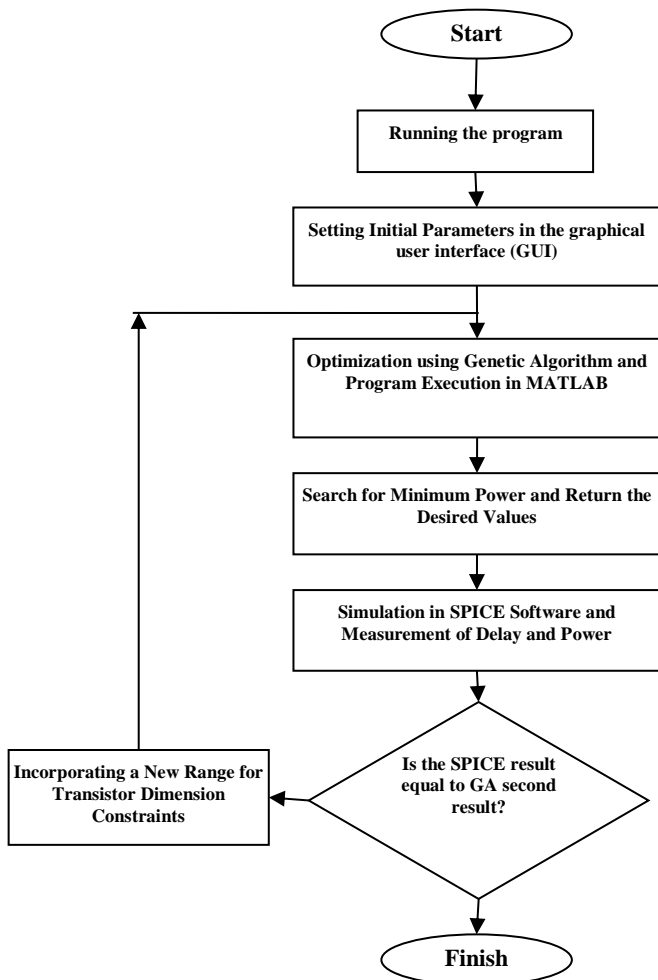 Start
Running the program
Setting Initial Parameters in the graphical
user interface (GUI)
Optimization using Genetic Algorithm and
Program Execution in MATLAB
Search for Minimum Power and Return the
Desired Values
Simulation in SPICE Software and
Measurement of Delay and Power
Is the SPICE result
equal to GA second
result?
Incorporating a New Range for
Transistor Dimension
Constraints
Finish